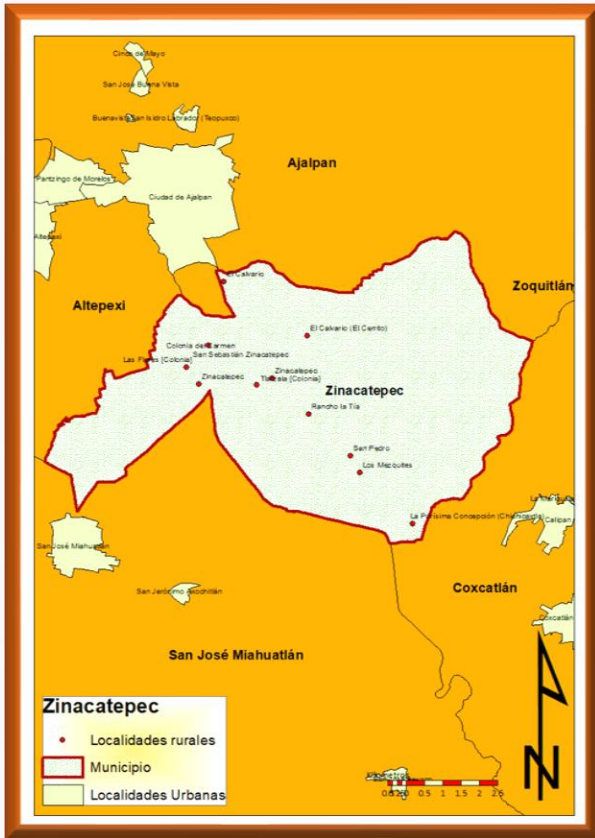 Cinco de Mayo
San José Buena Vista
Buenavista
San Isidro Labrador (Teopuxco)
Ajalpan
Pantzingo de Morelos
Ciudad de Ajalpan
Altepexi
El Calvario
Zoquitlán
Altepexi
El Calvario (El Cerrito)
Colonia del Carmen
San Sebastián Zinacatepec
Las Flores [Colonia]
Zinacatepec
Zinacatepec
[Colonia]
Zinacatepec
Rancho la Tía
San Pedro
Los Mezquites
La Purísima Concepción
Calipan
San José Miahuatlán
San Jerónimo Axochitlán
Coxcatlán
Coxcatlán
San José Miahuatlán
Zinacatepec
Localidades rurales
Municipio
Localidades Urbanas
Kilometros
0.5 1 1.5 2 2.5
N